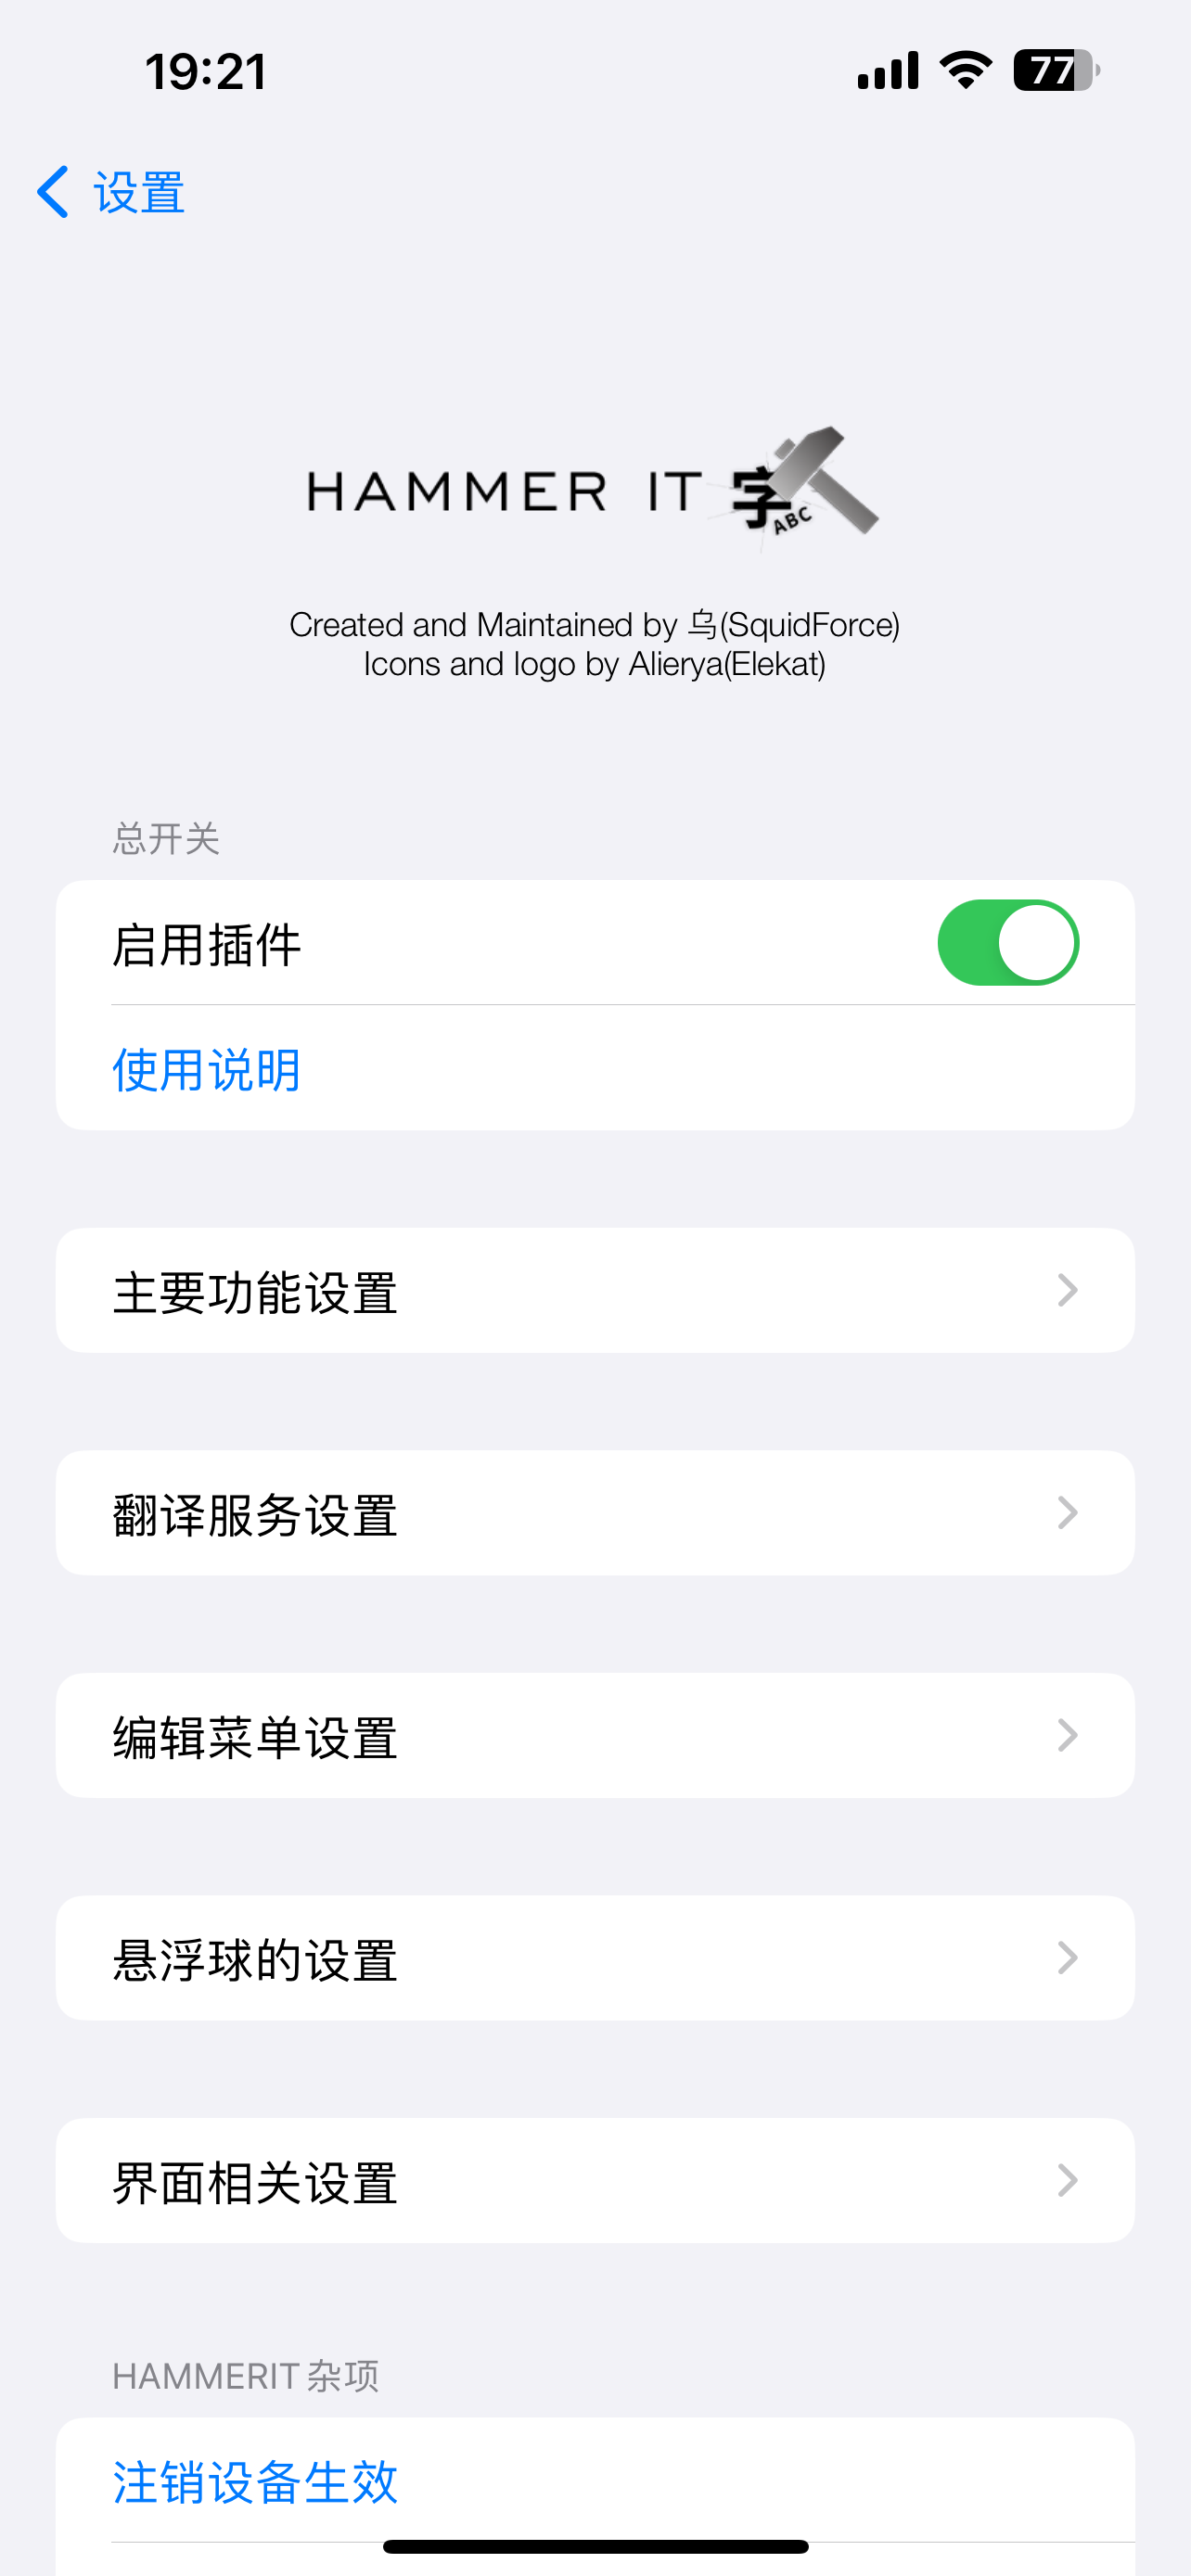 19:21
77
设置
HAMMER IT 字 ABC
Created and Maintained by 乌(SquidForce)
Icons and logo by Alierya(Elekat)
总开关
启用插件
使用说明
主要功能设置
翻译服务设置
编辑菜单设置
悬浮球的设置
界面相关设置
HAMMERIT 杂项
注销设备生效